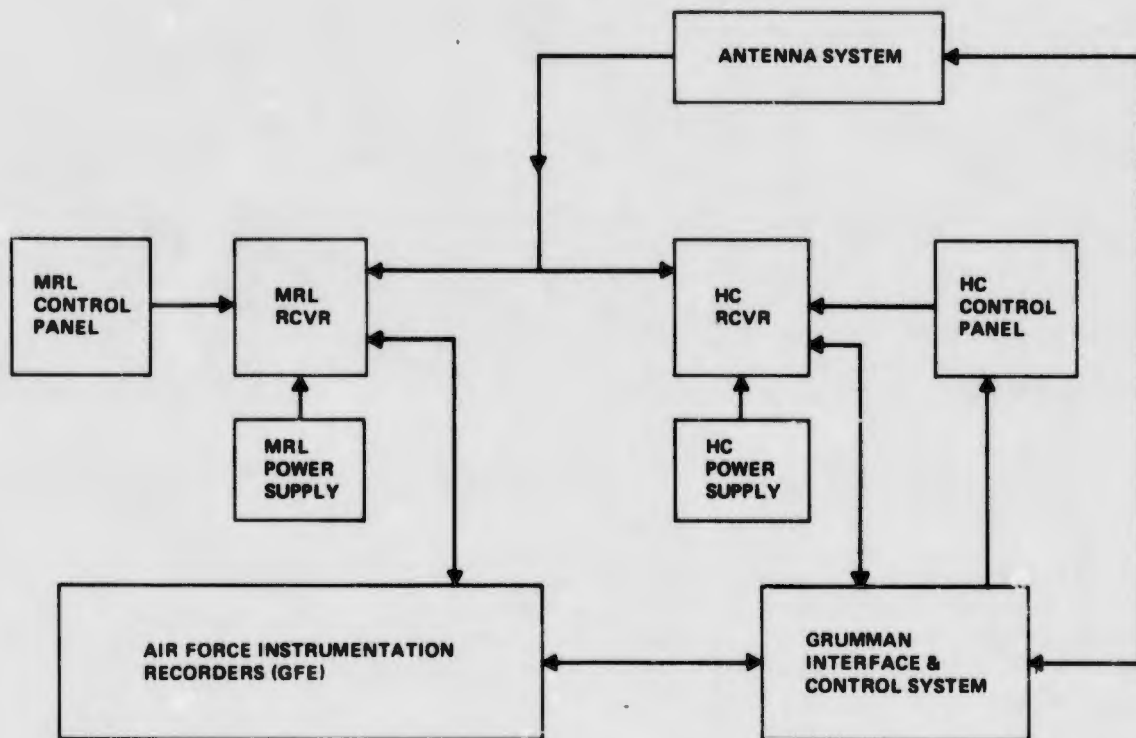 ANTENNA SYSTEM
MRL
CONTROL
PANEL
MRL
RCVR
HC
RCVR
HC
CONTROL
PANEL
MRL
POWER
SUPPLY
HC
POWER
SUPPLY
AIR FORCE INSTRUMENTATION
RECORDERS (GFE)
GRUMMAN
INTERFACE &
CONTROL SYSTEM